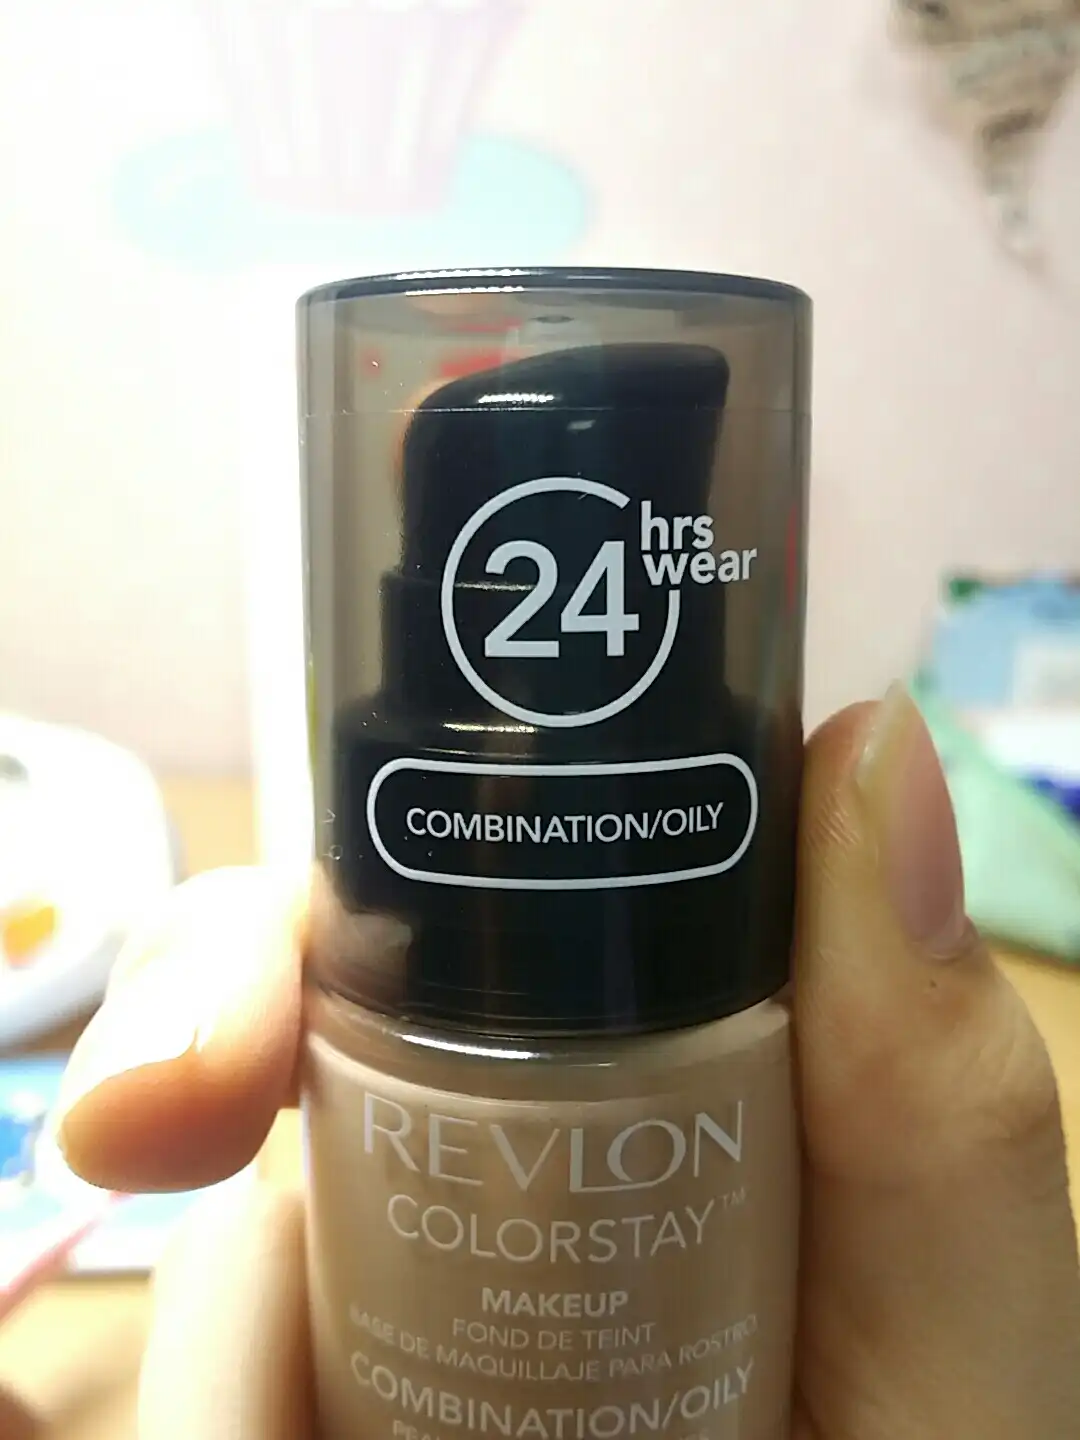 24 hrs
wear
COMBINATION/OILY
REVLON
COLORSTAY™
MAKEUP
FOND DE TEINT
BASE DE MAQUILLAJE PARA ROSTRO
COMBINATION/OILY